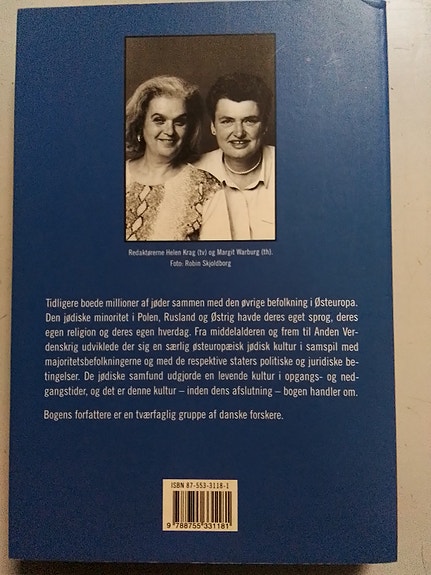 Redaktørerne Helen Krag (tv) og Margit Warburg (th).
Foto: Robin Skjoldborg
Tidligere boede millioner af jøder sammen med den øvrige befolkning i Østeuropa.
Den jødiske minoritet i Polen, Rusland og Østrig havde deres eget sprog, deres
egen religion og deres egen hverdag. Fra middelalderen og frem til Anden Ver-
denskrig udviklede der sig en særlig østeuropæisk jødisk kultur i samspil med
majoritetsbefolkningerne og med de respektive staters politiske og juridiske be-
tingelser. De jødiske samfund udgjorde en levende kultur i opgangs- og ned-
gangstider, og det er denne kultur – inden dens afslutning – bogen handler om.
Bogens forfattere er en tværfaglig gruppe af danske forskere.
ISBN 87-553-3118-1
9 788755 331181